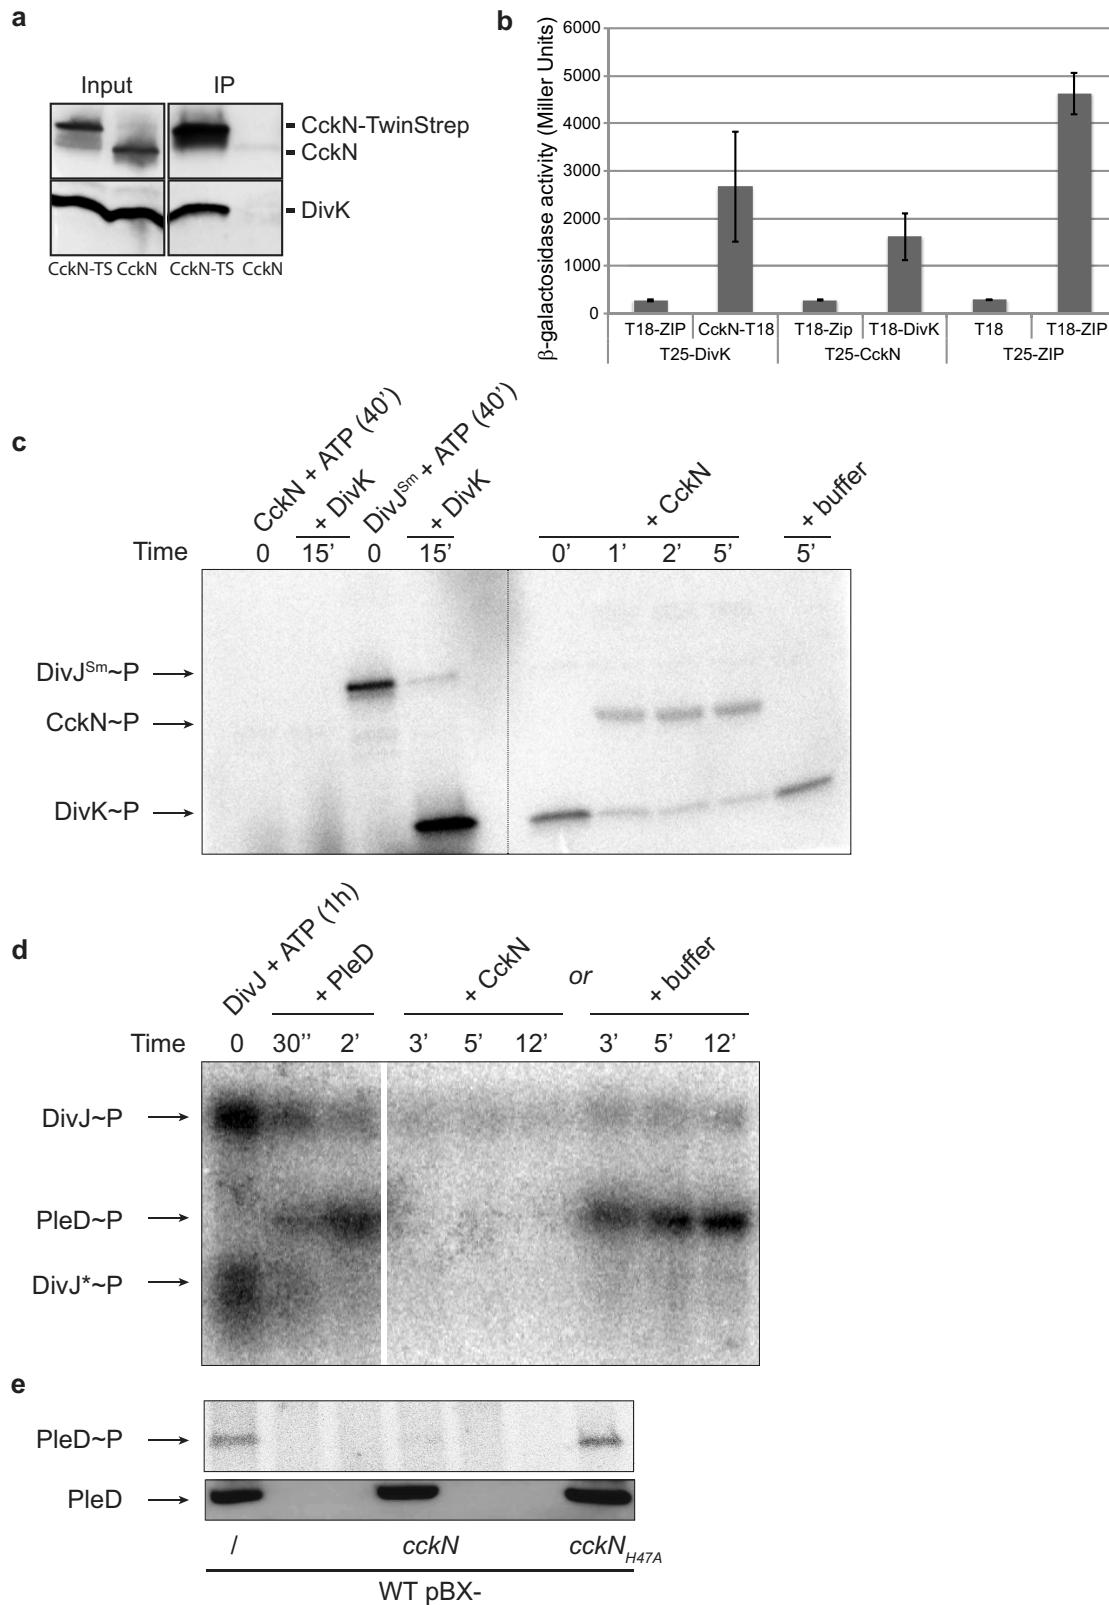 a
Input IP
CckN-TwinStrep
CckN
DivK
CckN-TS CckN CckN-TS CckN
b
β-galactosidase activity (Miller Units)
6000
5000
4000
3000
2000
1000
0
T18-ZIP CckN-T18 T18-Zip T18-DivK T18 T18-ZIP
T25-DivK T25-CckN T25-ZIP
c
CckN + ATP (40’)
+ DivK
DivJSm + ATP (40’)
+ DivK
+ CckN
+ buffer
Time 0 15’ 0 15’ 0’ 1’ 2’ 5’ 5’
DivJSm~P
CckN~P
DivK~P
d
DivJ + ATP (1h)
+ PleD
+ CckN
or
+ buffer
Time 0 30’’ 2’ 3’ 5’ 12’ 3’ 5’ 12’
DivJ~P
PleD~P
DivJ*~P
e
PleD~P
PleD
/ cckN cckNH47A
WT pBX-